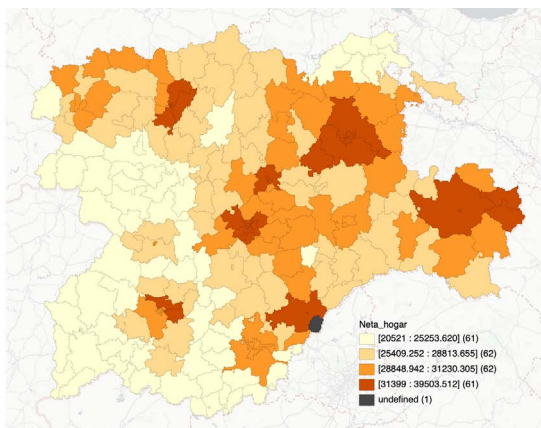 Neta_hogar
[20521 : 25253.620] (61)
[25409.252 : 28813.655] (62)
[28848.942 : 31230.305] (62)
[31399 : 39503.512] (61)
undefined (1)